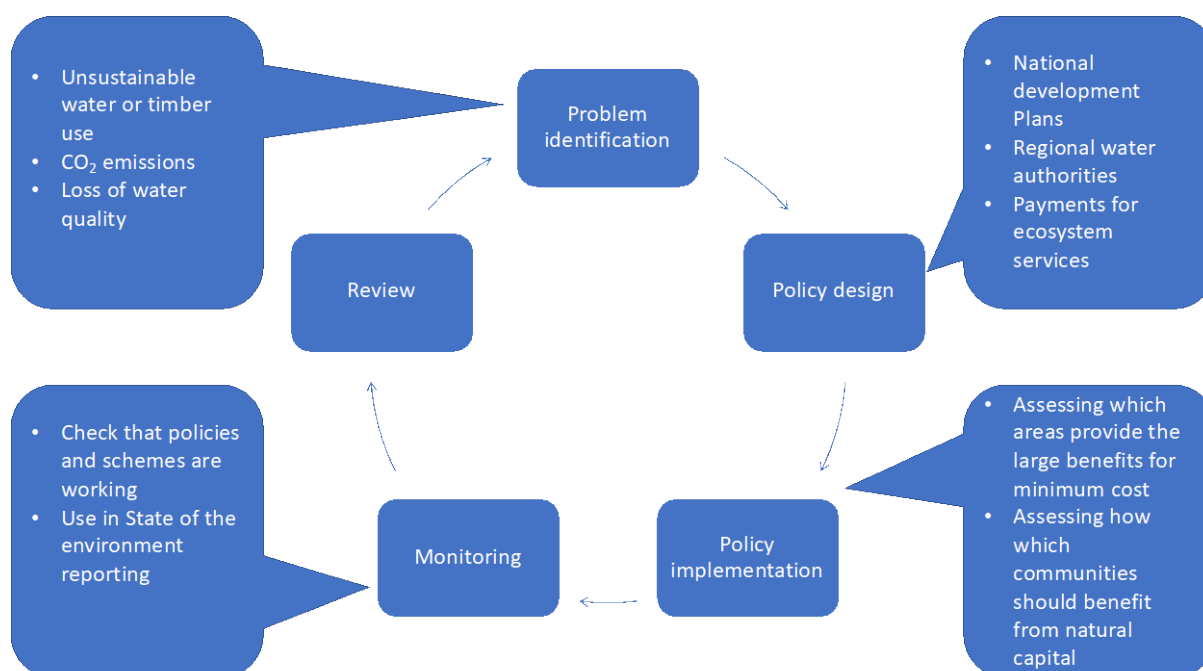 • Unsustainable
water or timber
use
• CO₂ emissions
• Loss of water
quality
Problem
identification
• National
development
Plans
• Regional water
authorities
• Payments for
ecosystem
services
Review
Policy design
• Check that policies
and schemes are
working
• Use in State of the
environment
reporting
Monitoring
Policy
implementation
• Assessing which
areas provide the
large benefits for
minimum cost
• Assessing how
which
communities
should benefit
from natural
capital